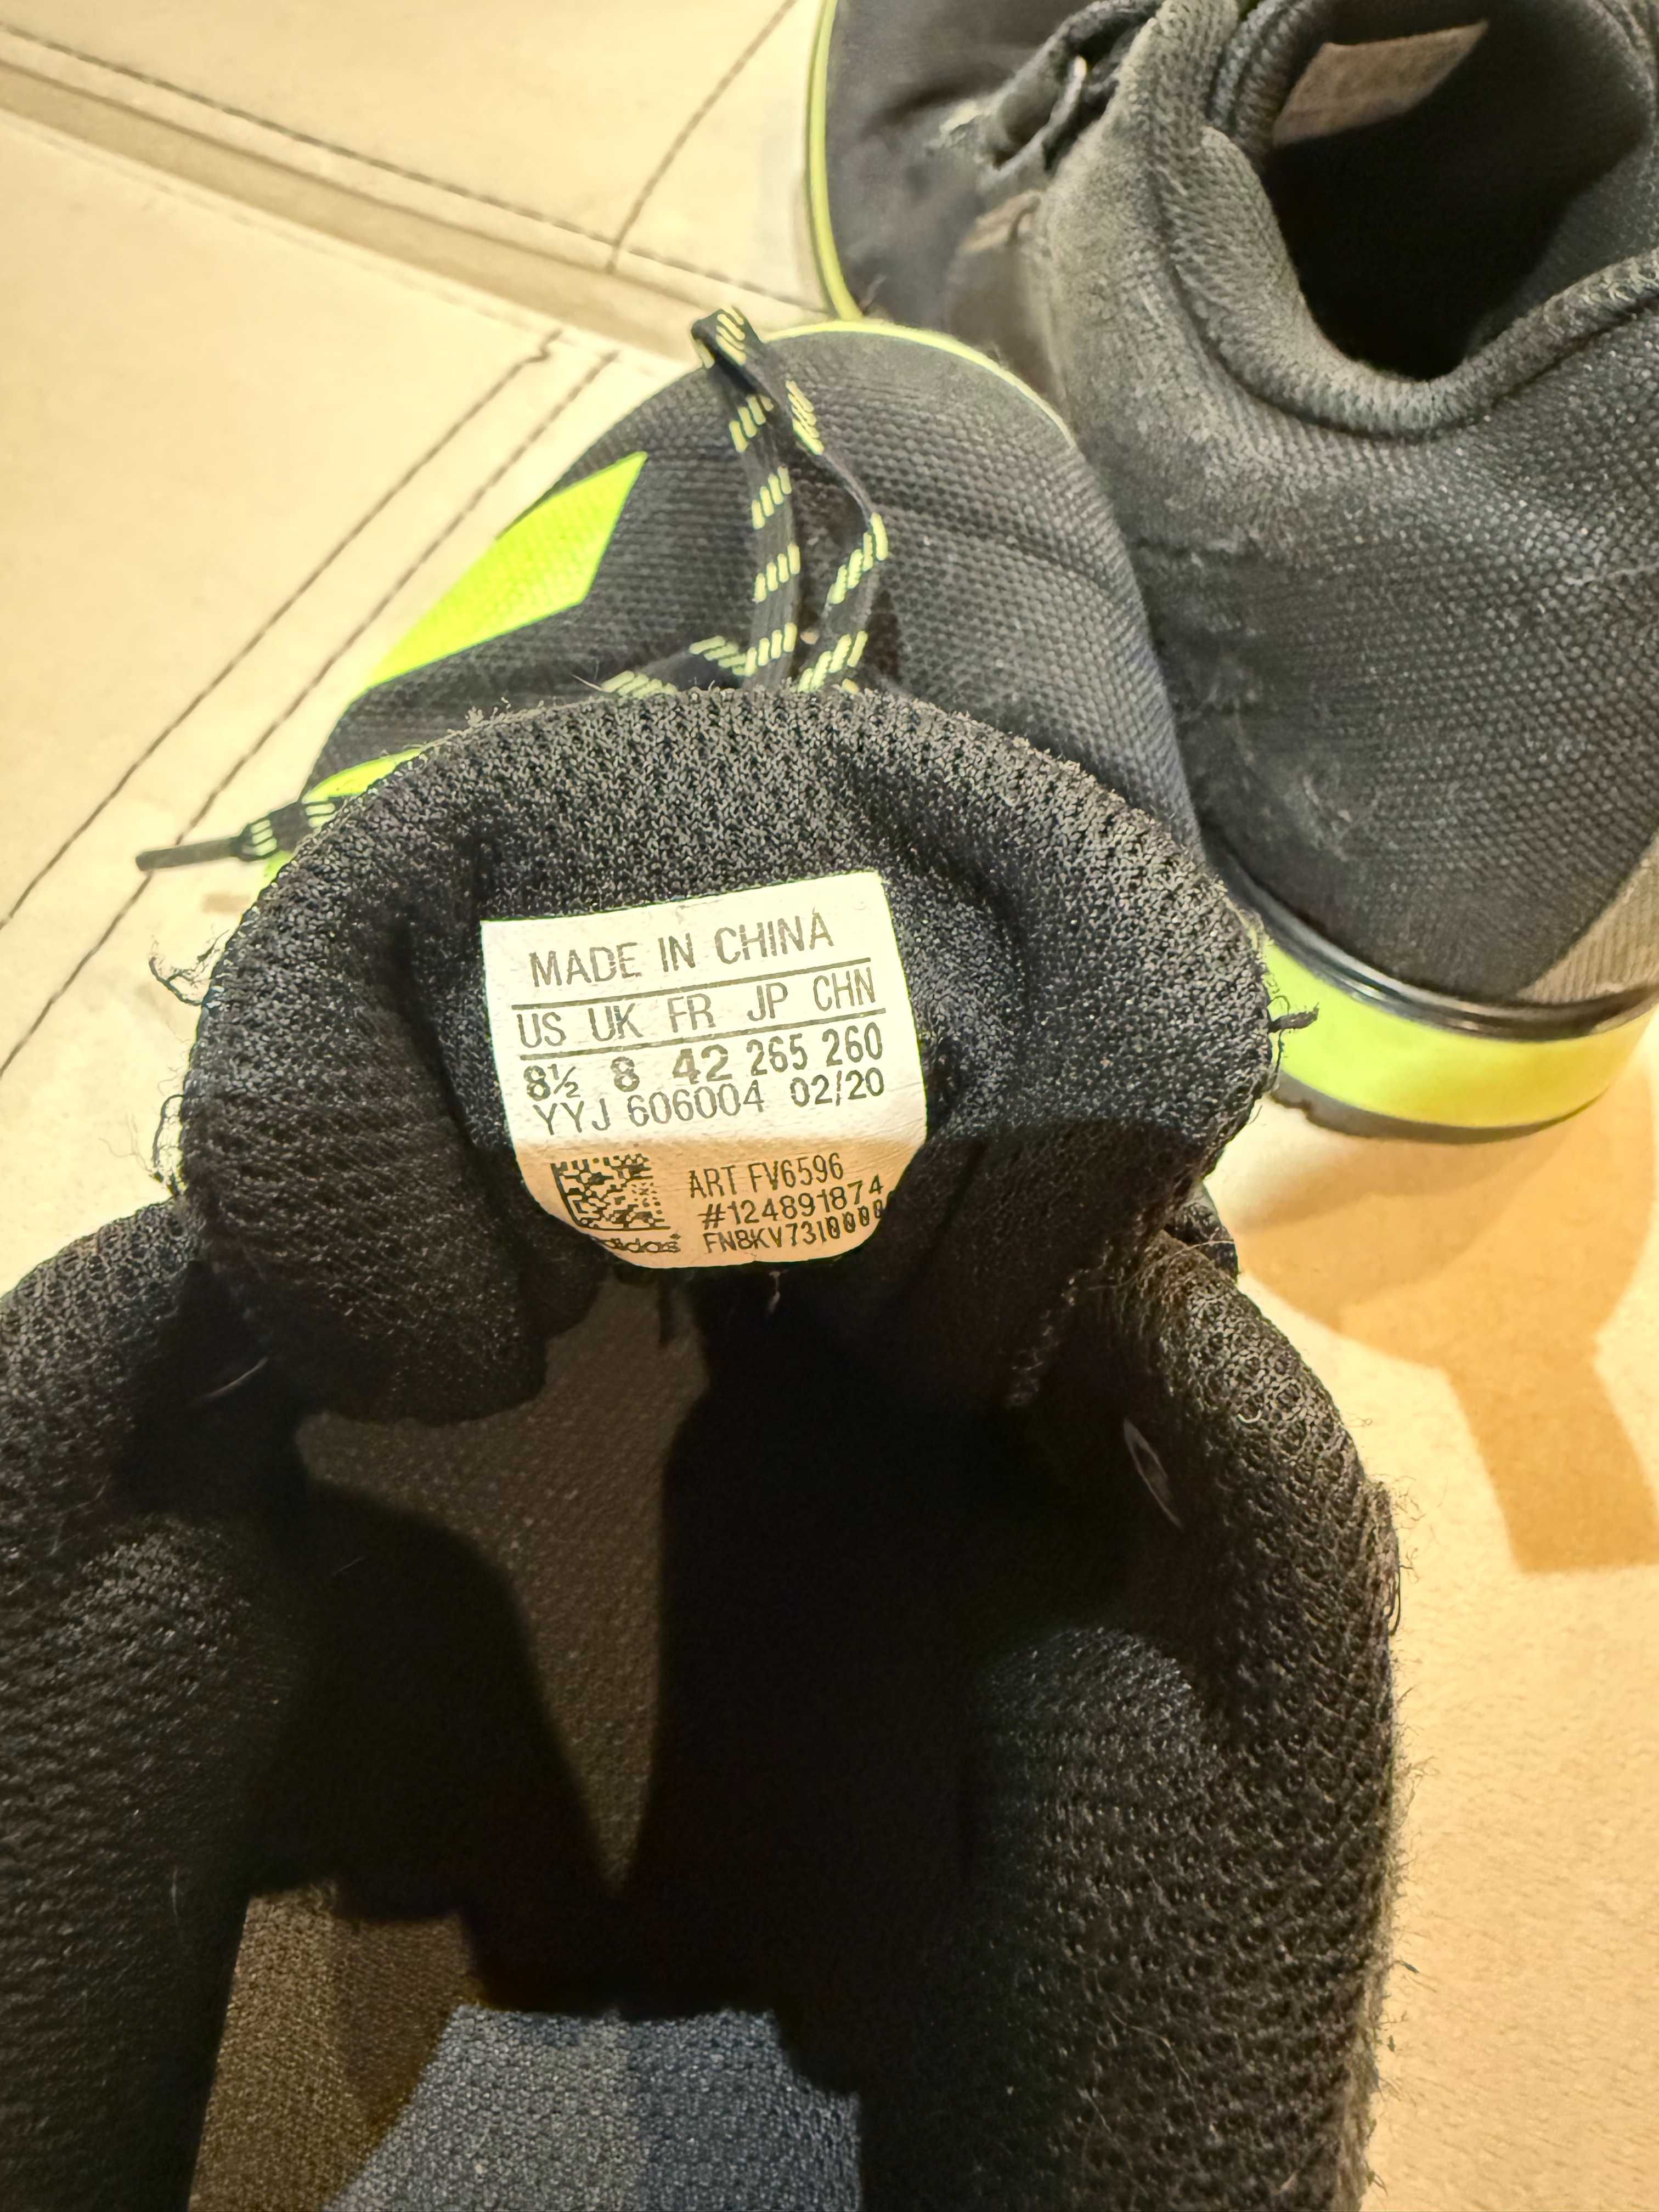 MADE IN CHINA
US UK FR JP CHN
8½ 8 42 265 260
YYJ 606004 02/20
ART FV6596
#124891874
adidas